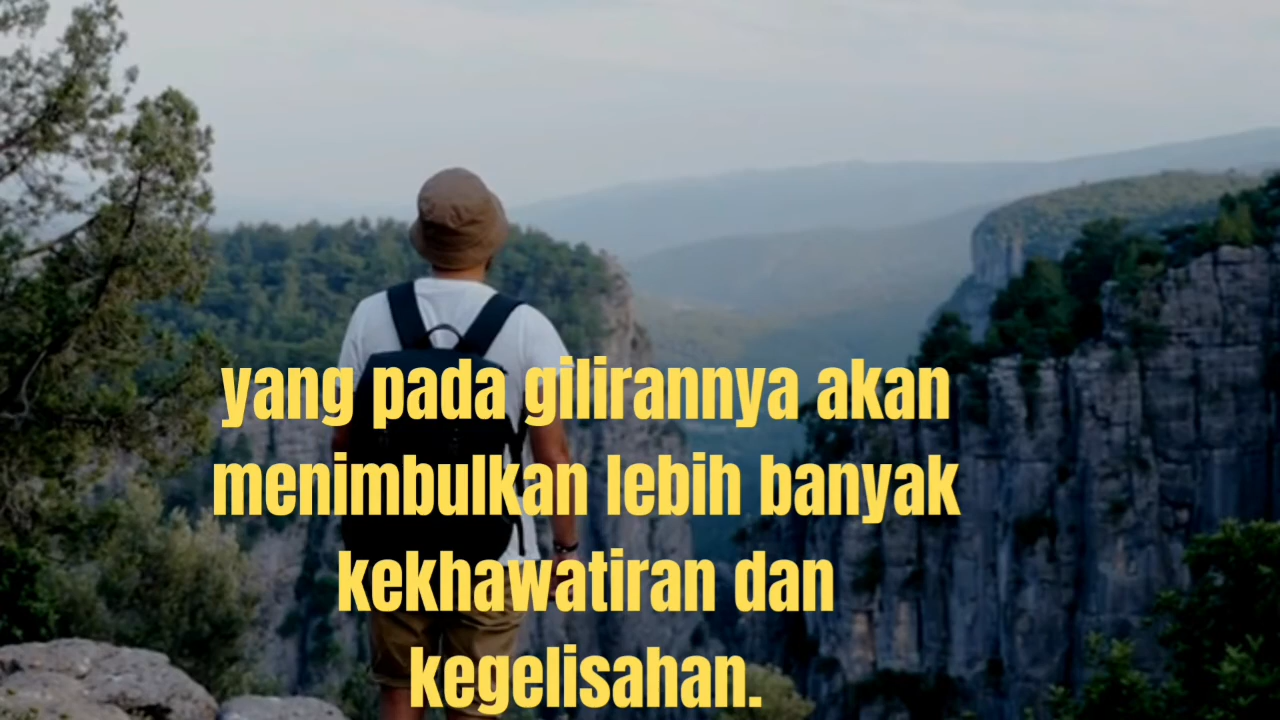 yang pada gilirannya akan
menimbulkan lebih banyak
kekhawatiran dan
kegelisahan.